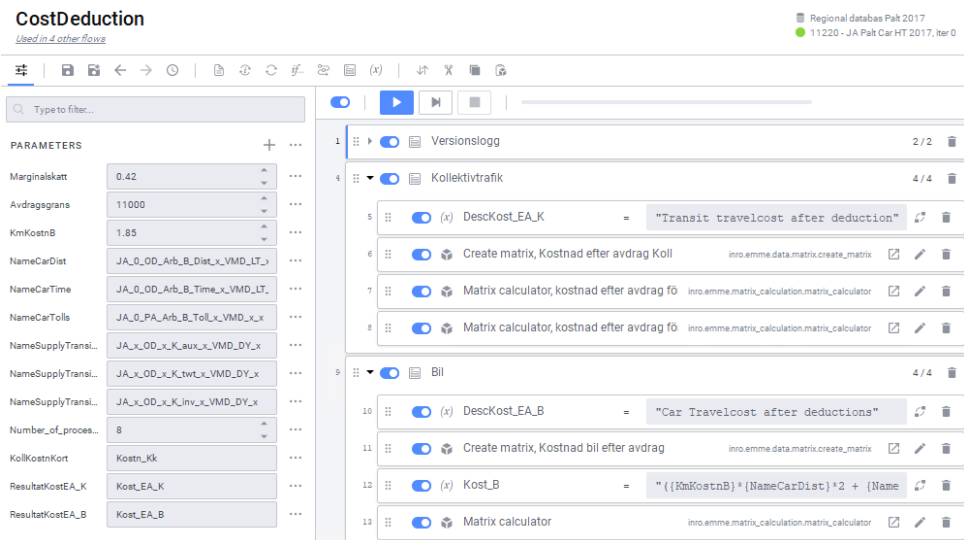 CostDeduction
Used in 4 other flows
Regional databas Palt 2017
11220 - JA Palt Car HT 2017, iter 0
if...
(x)
Type to filter...
PARAMETERS
Marginalskatt 0.42
Avdragsgrans 11000
KmKostnB 1.85
NameCarDist JA_0_OD_Arb_B_Dist_x_VMD_LT_x
NameCarTime JA_0_OD_Arb_B_Time_x_VMD_LT_
NameCarTolls JA_0_PA_Arb_B_Toll_x_VMD_x_x
NameSupplyTransi... JA_x_OD_x_K_aux_x_VMD_DY_x
NameSupplyTransi... JA_x_OD_x_K_twt_x_VMD_DY_x
NameSupplyTransi... JA_x_OD_x_K_inv_x_VMD_DY_x
Number_of_proces... 8
KollKostnKort Kostn_Kk
ResultatKostEA_K Kost_EA_K
ResultatKostEA_B Kost_EA_B
1 Versionslogg 2/2
4 Kollektivtrafik 4/4
5 (x) DescKost_EA_K = "Transit travelcost after deduction"
6 Create matrix, Kostnad efter avdrag Koll inro.emme.data.matrix.create_matrix
7 Matrix calculator, kostnad efter avdrag fö inro.emme.matrix_calculation.matrix_calculator
8 Matrix calculator, kostnad efter avdrag fö inro.emme.matrix_calculation.matrix_calculator
9 Bil 4/4
10 (x) DescKost_EA_B = "Car Travelcost after deductions"
11 Create matrix, Kostnad bil efter avdrag inro.emme.data.matrix.create_matrix
12 (x) Kost_B = "({KmKostnB}*{NameCarDist}*2 + {Name
13 Matrix calculator inro.emme.matrix_calculation.matrix_calculator